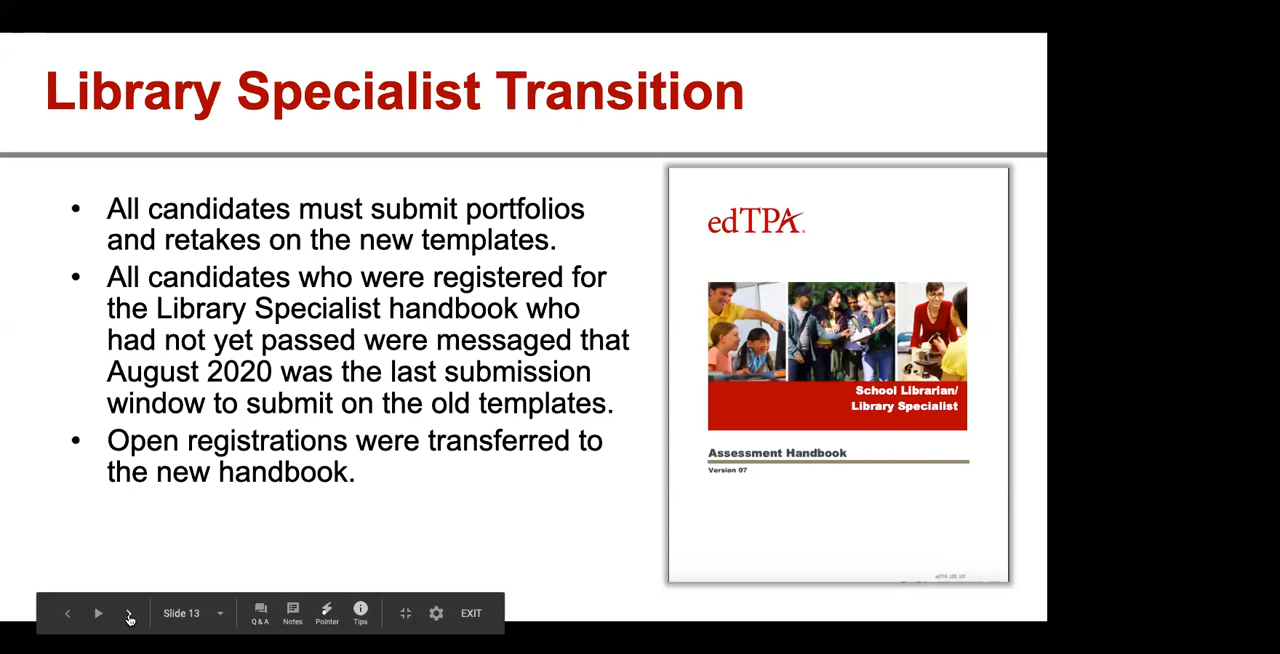 Library Specialist Transition
• All candidates must submit portfolios
and retakes on the new templates.
• All candidates who were registered for
the Library Specialist handbook who
had not yet passed were messaged that
August 2020 was the last submission
window to submit on the old templates.
• Open registrations were transferred to
the new handbook.
edTPA®
School Librarian/
Library Specialist
Assessment Handbook
Version 07
Slide 13
Q & A
Notes
Pointer
Tips
EXIT